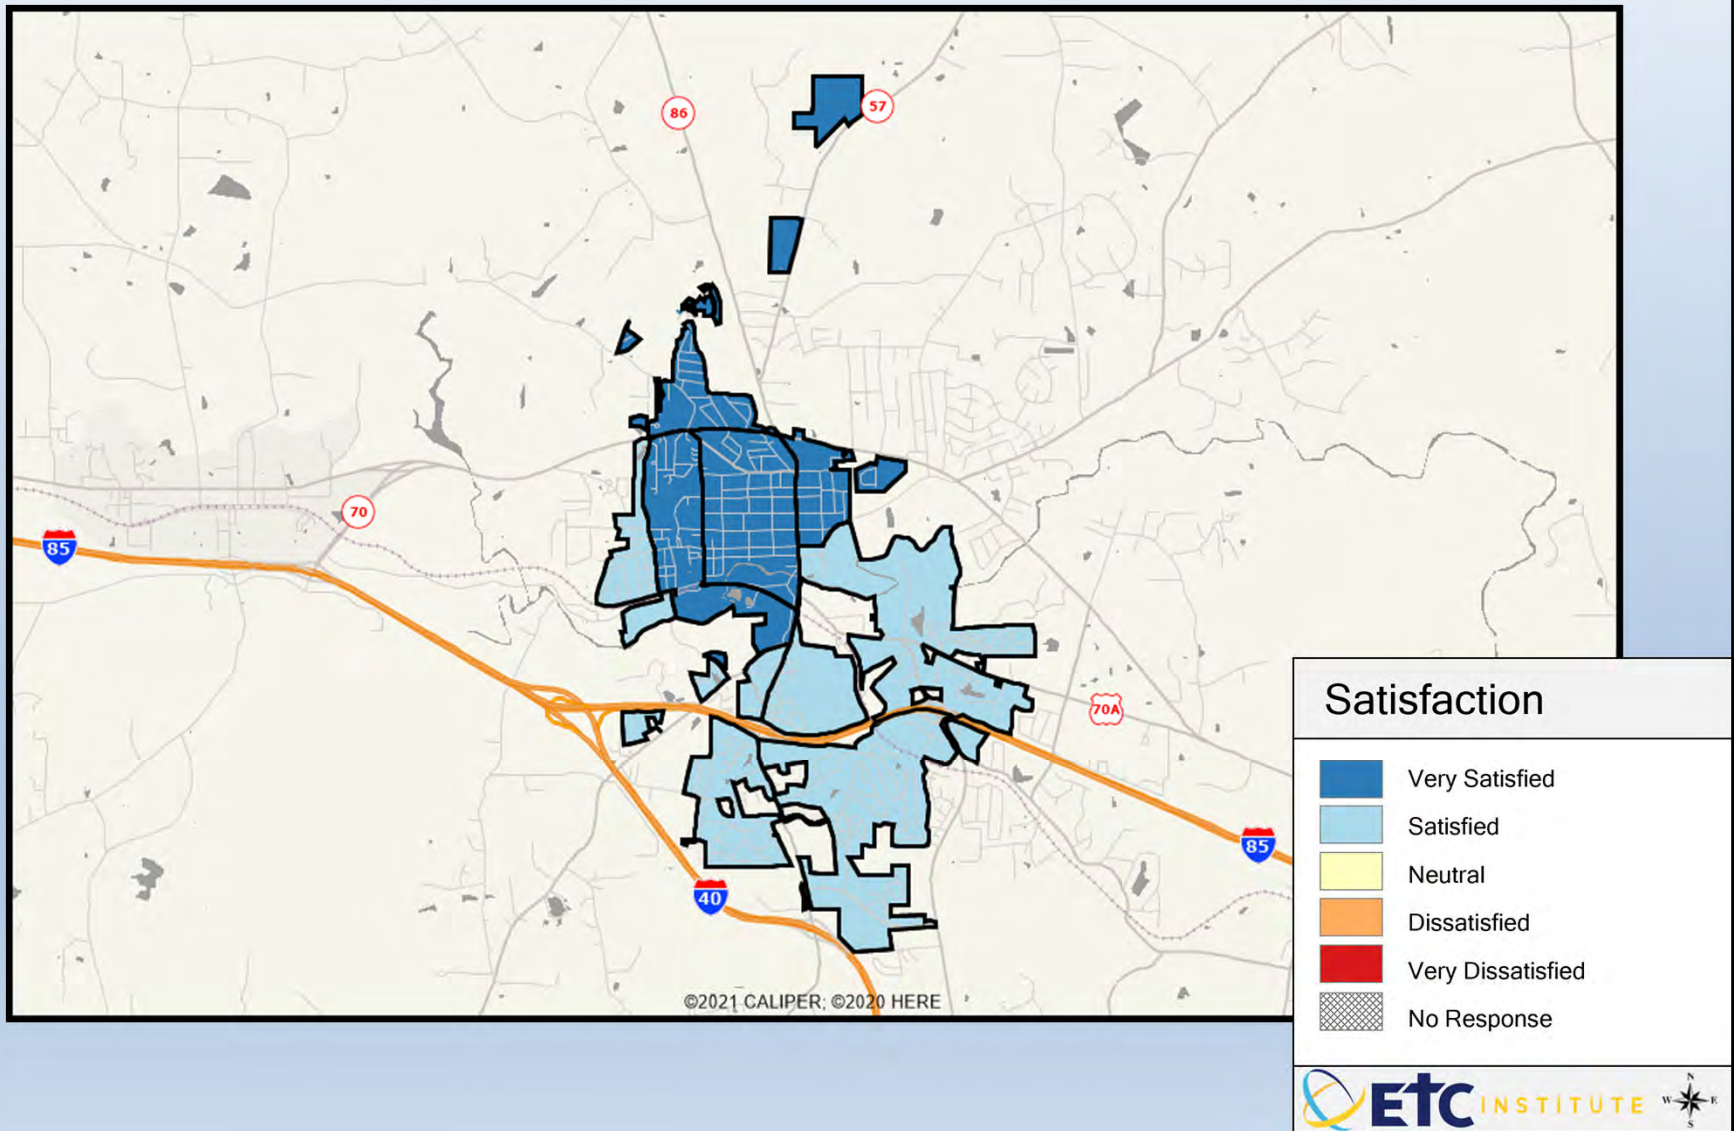 86
57
70
85
70A
85
40
©2021 CALIPER; ©2020 HERE
Satisfaction
Very Satisfied
Satisfied
Neutral
Dissatisfied
Very Dissatisfied
No Response
ETC INSTITUTE
N
W E
S